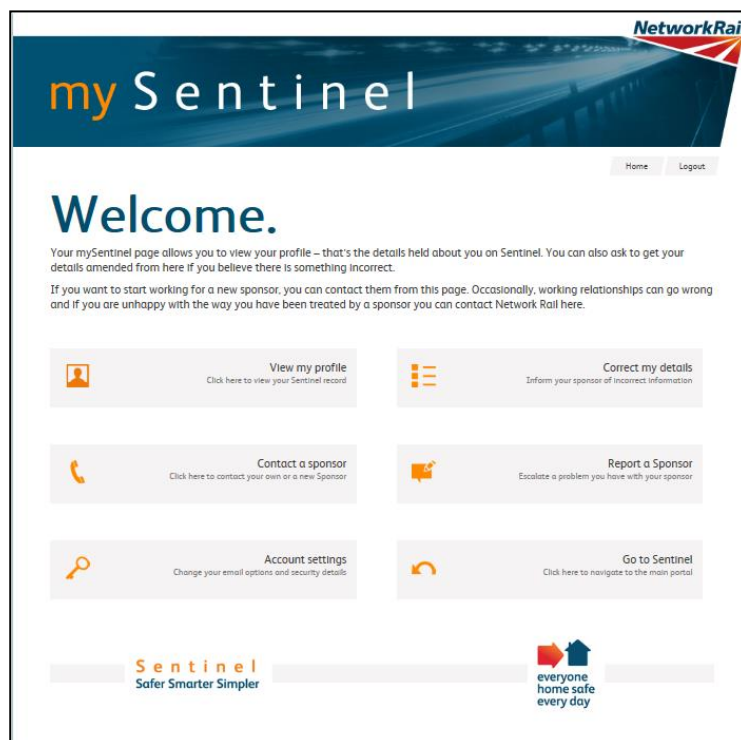 NetworkRail
my Sentinel
Home Logout
Welcome.
Your mySentinel page allows you to view your profile – that's the details held about you on Sentinel. You can also ask to get your
details amended from here if you believe there is something incorrect.
If you want to start working for a new sponsor, you can contact them from this page. Occasionally, working relationships can go wrong
and if you are unhappy with the way you have been treated by a sponsor you can contact Network Rail here.
View my profile
Click here to view your Sentinel record
Correct my details
Inform your sponsor of incorrect information
Contact a sponsor
Click here to contact your own or a new Sponsor
Report a Sponsor
Escalate a problem you have with your sponsor
Account settings
Change your email options and security details
Go to Sentinel
Click here to navigate to the main portal
Sentinel
Safer Smarter Simpler
everyone
home safe
every day